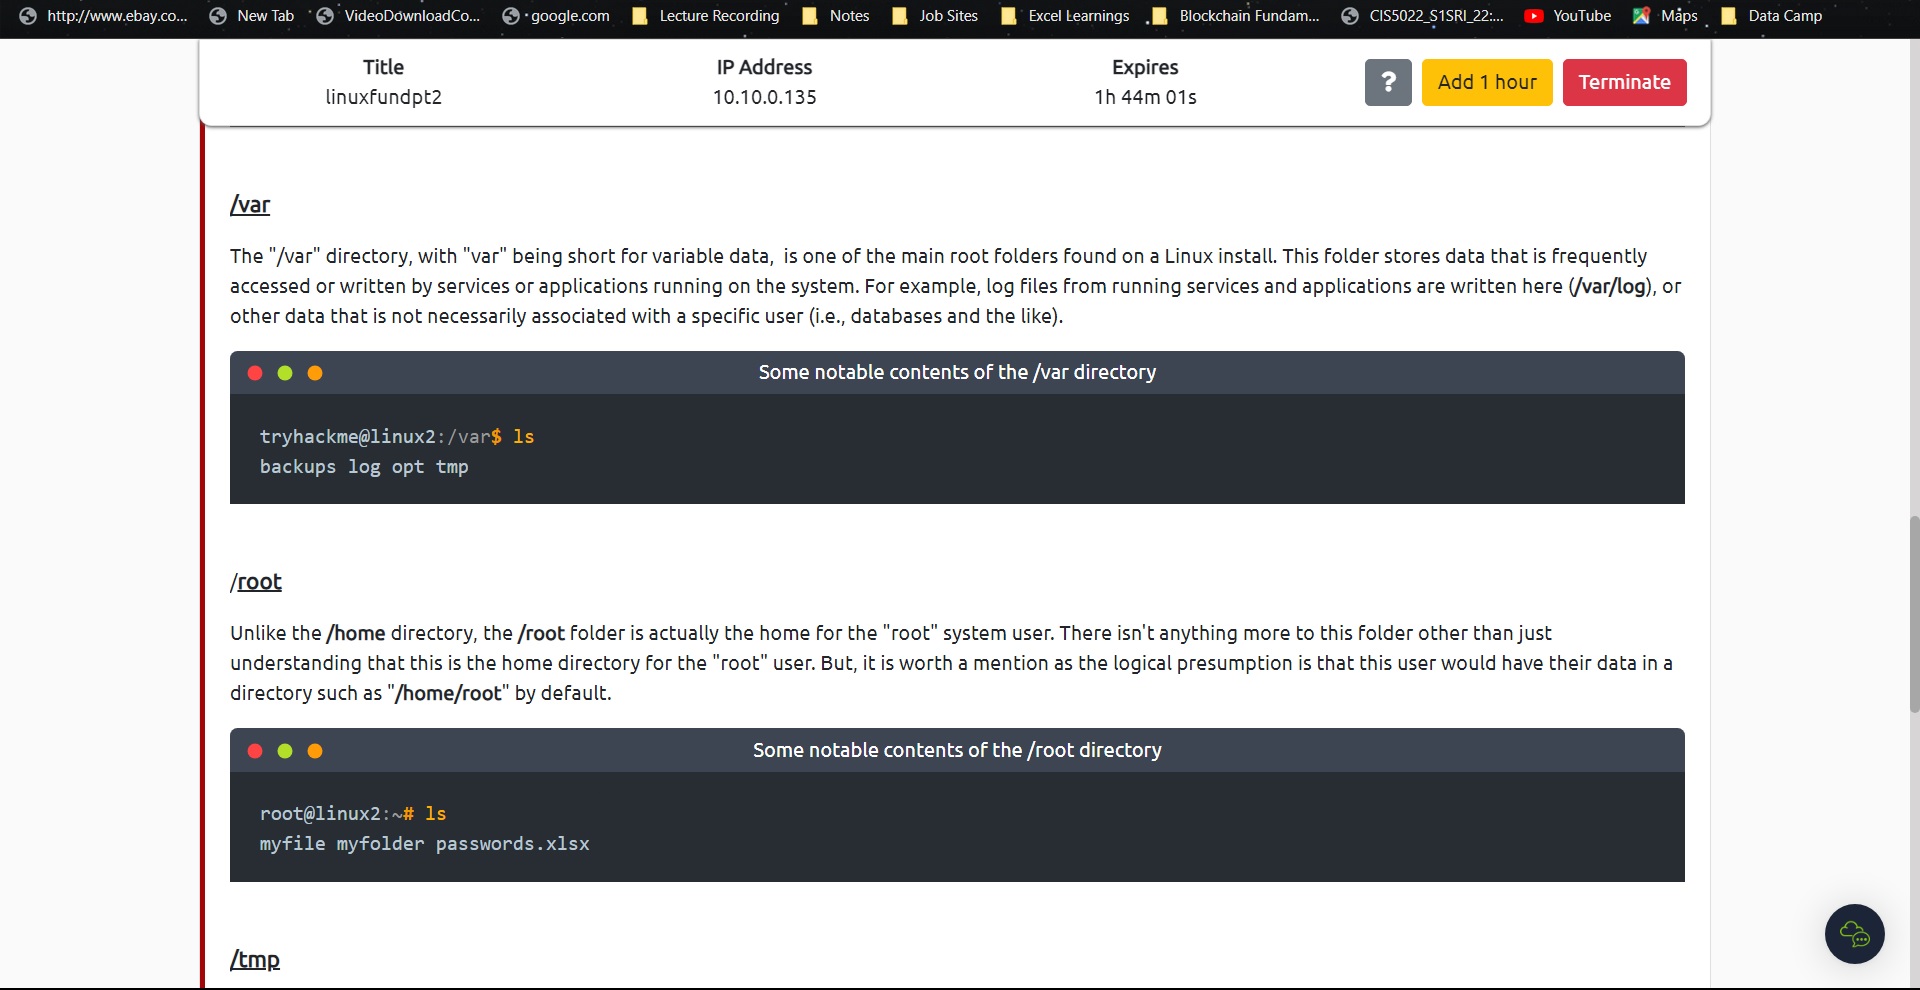 http://www.ebay.co... New Tab VideoDownloadCo... google.com Lecture Recording Notes Job Sites Excel Learnings Blockchain Fundam... CIS5022_S1SRI_22:... YouTube Maps Data Camp
Title IP Address Expires
linuxfundpt2 10.10.0.135 1h 44m 01s ? Add 1 hour Terminate
/var
The "/var" directory, with "var" being short for variable data,  is one of the main root folders found on a Linux install. This folder stores data that is frequently
accessed or written by services or applications running on the system. For example, log files from running services and applications are written here (/var/log), or
other data that is not necessarily associated with a specific user (i.e., databases and the like).
Some notable contents of the /var directory
tryhackme@linux2:/var$ ls
backups log opt tmp
/root
Unlike the /home directory, the /root folder is actually the home for the "root" system user. There isn't anything more to this folder other than just
understanding that this is the home directory for the "root" user. But, it is worth a mention as the logical presumption is that this user would have their data in a
directory such as "/home/root" by default.
Some notable contents of the /root directory
root@linux2:~# ls
myfile myfolder passwords.xlsx
/tmp